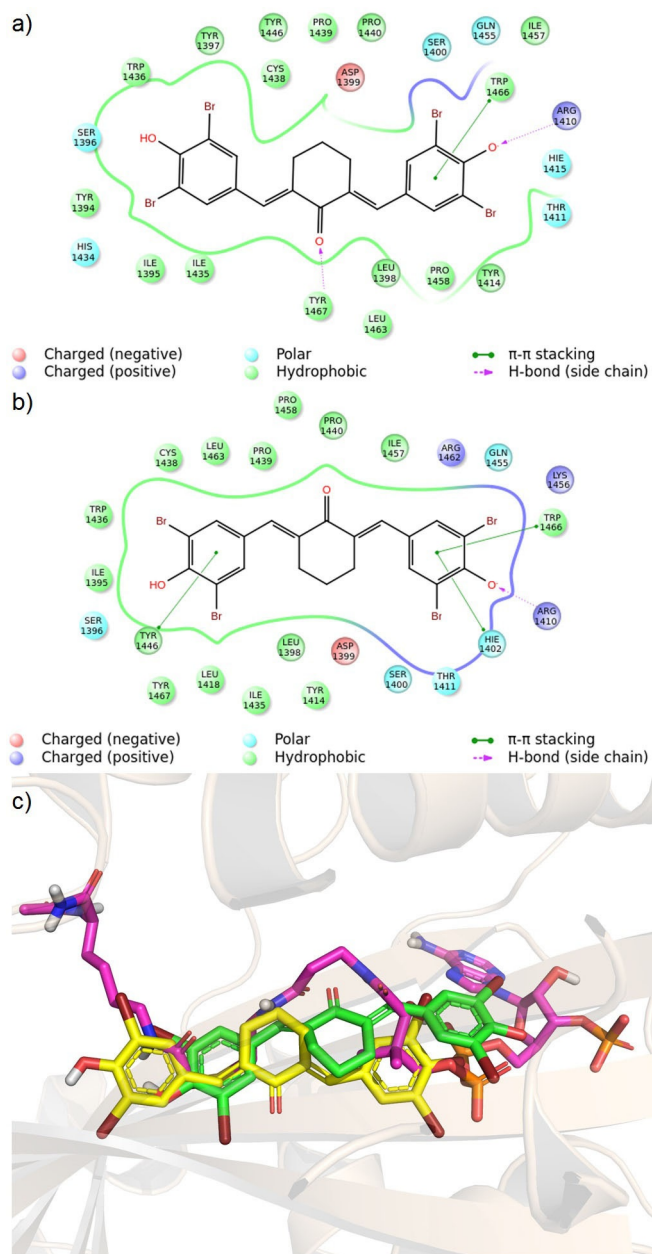 a)
TYR 1397
TYR 1446
PRO 1439
PRO 1440
SER 1400
GLN 1455
ILE 1457
TRP 1436
CYS 1438
ASP 1399
TRP 1466
ARG 1410
SER 1396
Br
Br
HO
O-
HIE 1415
TYR 1394
Br
Br
THR 1411
O
HIS 1434
ILE 1395
ILE 1435
LEU 1398
PRO 1458
TYR 1414
TYR 1467
LEU 1463
Charged (negative)
Polar
π-π stacking
Charged (positive)
Hydrophobic
H-bond (side chain)
b)
PRO 1458
PRO 1440
CYS 1438
LEU 1463
PRO 1439
ILE 1457
ARG 1462
GLN 1455
LYS 1456
TRP 1436
O
Br
Br
TRP 1466
ILE 1395
HO
O-
Br
Br
ARG 1410
SER 1396
TYR 1446
LEU 1398
ASP 1399
HIE 1402
SER 1400
THR 1411
TYR 1467
LEU 1418
ILE 1435
TYR 1414
Charged (negative)
Polar
π-π stacking
Charged (positive)
Hydrophobic
H-bond (side chain)
c)